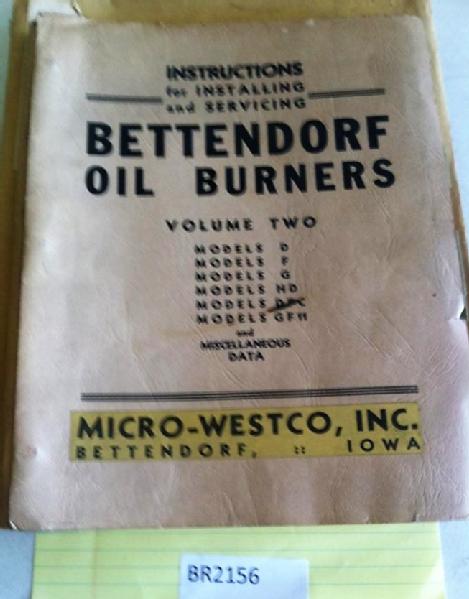 INSTRUCTIONS
for INSTALLING
and SERVICING
BETTENDORF
OIL BURNERS
VOLUME TWO
MODELS D
MODELS F
MODELS G
MODELS HD
MODELS DPC
MODELS GF11
and
MISCELLANEOUS
DATA
MICRO-WESTCO, INC.
BETTENDORF, :: IOWA
BR2156